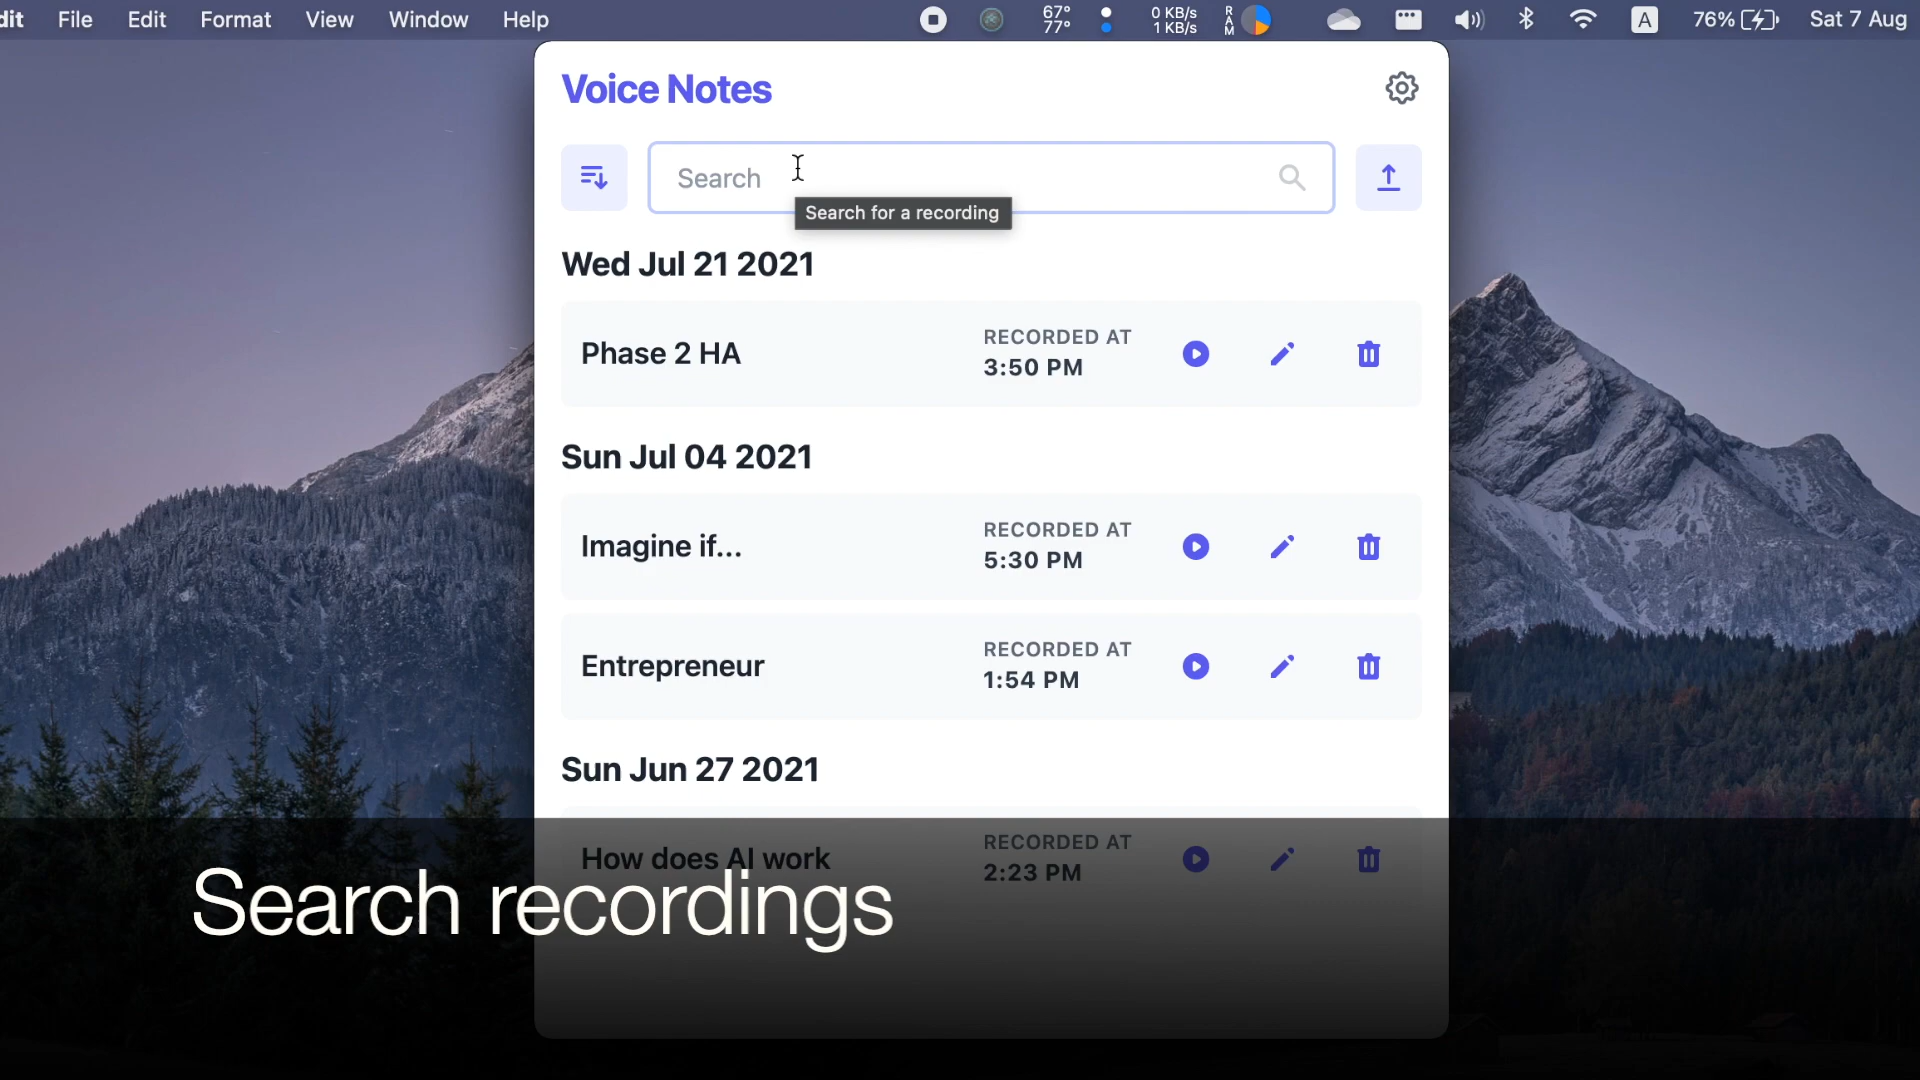 dit File Edit Format View Window Help 67° 77° 0 KB/s 1 KB/s RAM A 76% Sat 7 Aug
Voice Notes
Search
Search for a recording
Wed Jul 21 2021
Phase 2 HA
RECORDED AT
3:50 PM
Sun Jul 04 2021
Imagine if...
RECORDED AT
5:30 PM
Entrepreneur
RECORDED AT
1:54 PM
Sun Jun 27 2021
How does AI work
RECORDED AT
2:23 PM
Search recordings